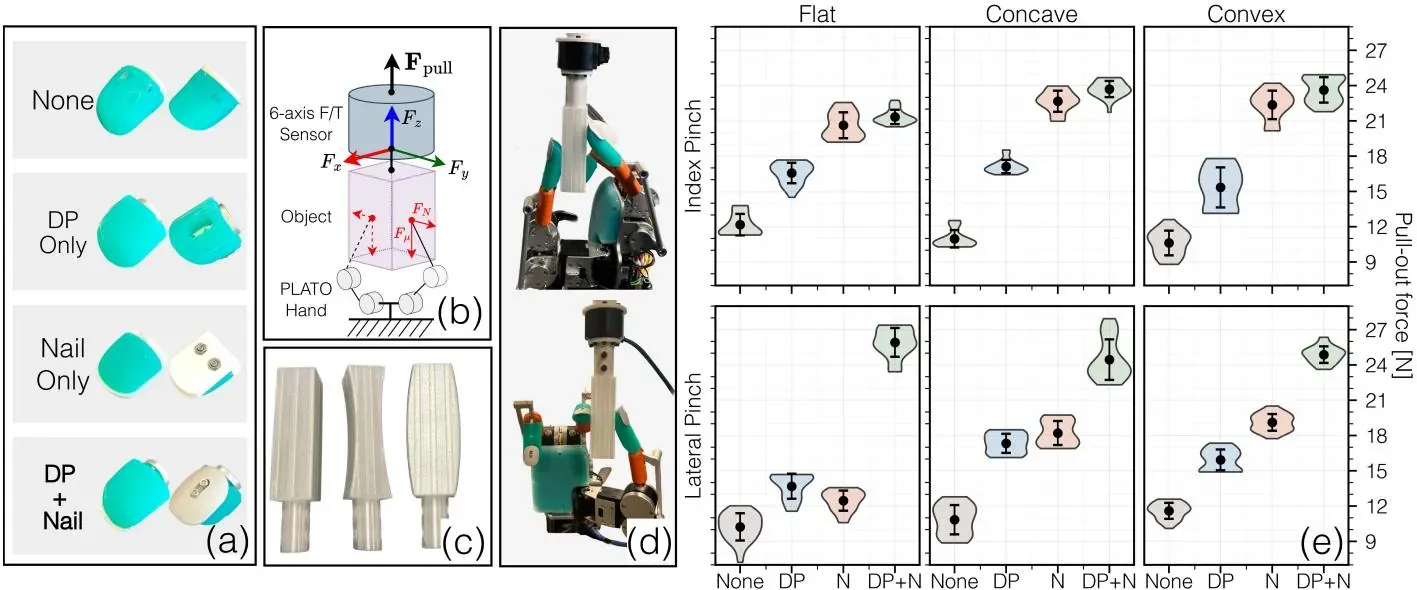 None
DP
Only
Nail
Only
DP
+
Nail
(a)
F_pull
6-axis F/T
Sensor
F_z
F_x
F_y
Object
F_N
F_μ
PLATO
Hand
(b)
(c)
(d)
Flat
Concave
Convex
Index Pinch
27
24
21
18
15
12
9
Lateral Pinch
27
24
21
18
15
12
9
Pull-out force [N]
None DP N DP+N
None DP N DP+N
None DP N DP+N
(e)